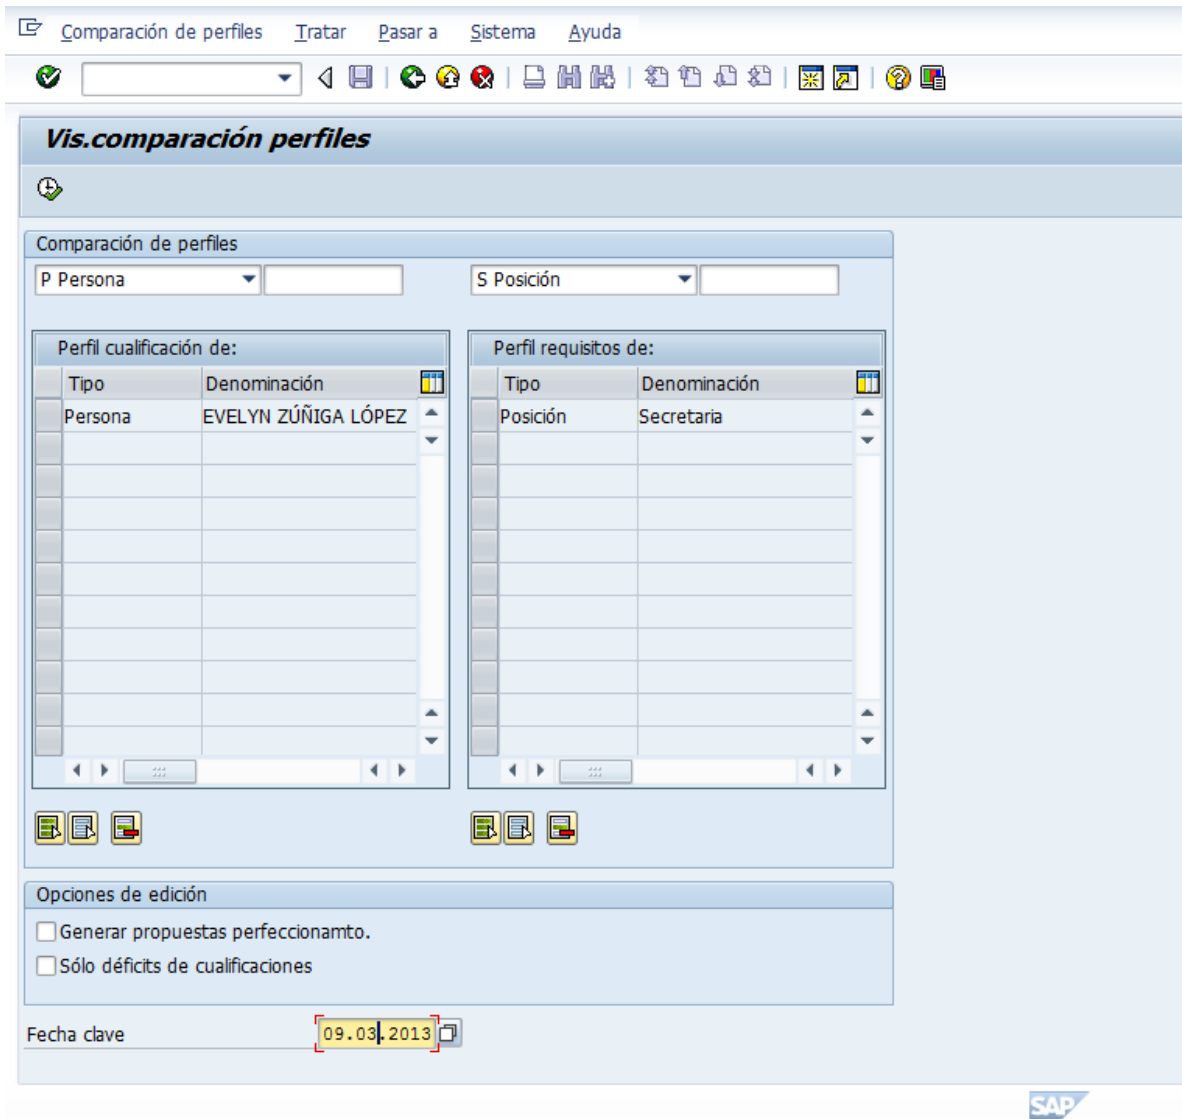 Comparación de perfiles Tratar Pasar a Sistema Ayuda
Vis.comparación perfiles
Comparación de perfiles
P Persona S Posición
Perfil cualificación de: Perfil requisitos de:
Tipo Denominación Tipo Denominación
Persona EVELYN ZÚÑIGA LÓPEZ Posición Secretaria
Opciones de edición
Generar propuestas perfeccionamto.
Sólo déficits de cualificaciones
Fecha clave 09.03.2013
SAP